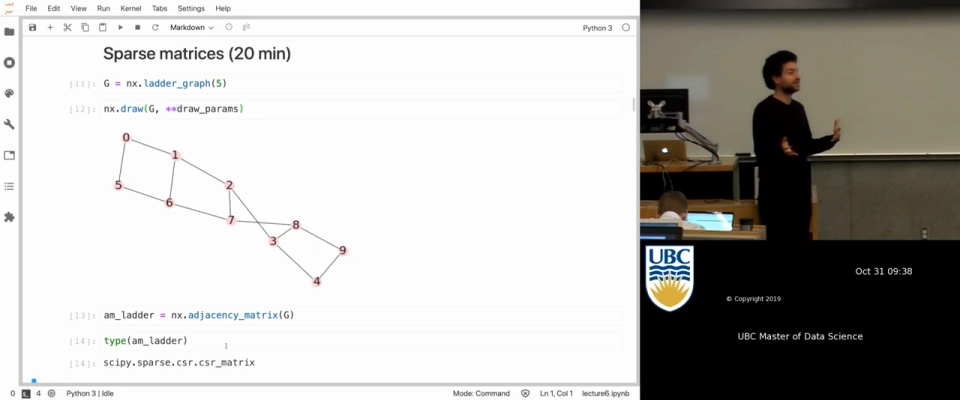 File Edit View Run Kernel Tabs Settings Help
Markdown Python 3
Sparse matrices (20 min)
[11]: G = nx.ladder_graph(5)
[12]: nx.draw(G, **draw_params)
0
1
5
2
6
7
8
3
9
4
[13]: am_ladder = nx.adjacency_matrix(G)
[14]: type(am_ladder)
[14]: scipy.sparse.csr.csr_matrix
0 4 Python 3 | Idle Mode: Command Ln 1, Col 1 lecture6.ipynb
UBC
Oct 31 09:38
© Copyright 2019
UBC Master of Data Science